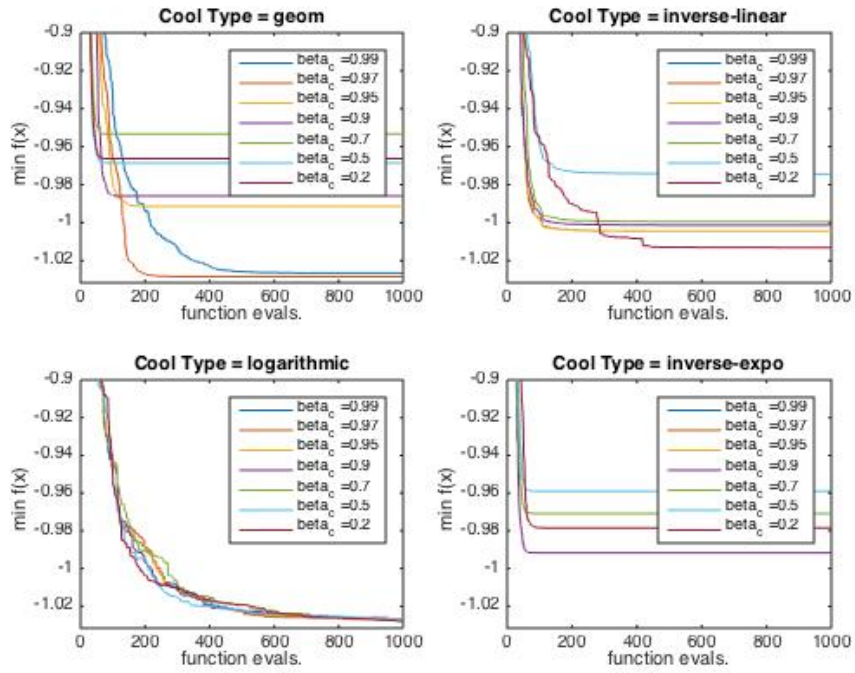 Cool Type = geom
-0.9
-0.92
-0.94
-0.96
-0.98
-1
-1.02
min f(x)
0
200
400
600
800
1000
function evals.
beta_c =0.99
beta_c =0.97
beta_c =0.95
beta_c =0.9
beta_c =0.7
beta_c =0.5
beta_c =0.2
Cool Type = inverse-linear
-0.9
-0.92
-0.94
-0.96
-0.98
-1
-1.02
min f(x)
0
200
400
600
800
1000
function evals.
beta_c =0.99
beta_c =0.97
beta_c =0.95
beta_c =0.9
beta_c =0.7
beta_c =0.5
beta_c =0.2
Cool Type = logarithmic
-0.9
-0.92
-0.94
-0.96
-0.98
-1
-1.02
min f(x)
0
200
400
600
800
1000
function evals.
beta_c =0.99
beta_c =0.97
beta_c =0.95
beta_c =0.9
beta_c =0.7
beta_c =0.5
beta_c =0.2
Cool Type = inverse-expo
-0.9
-0.92
-0.94
-0.96
-0.98
-1
-1.02
min f(x)
0
200
400
600
800
1000
function evals.
beta_c =0.99
beta_c =0.97
beta_c =0.95
beta_c =0.9
beta_c =0.7
beta_c =0.5
beta_c =0.2